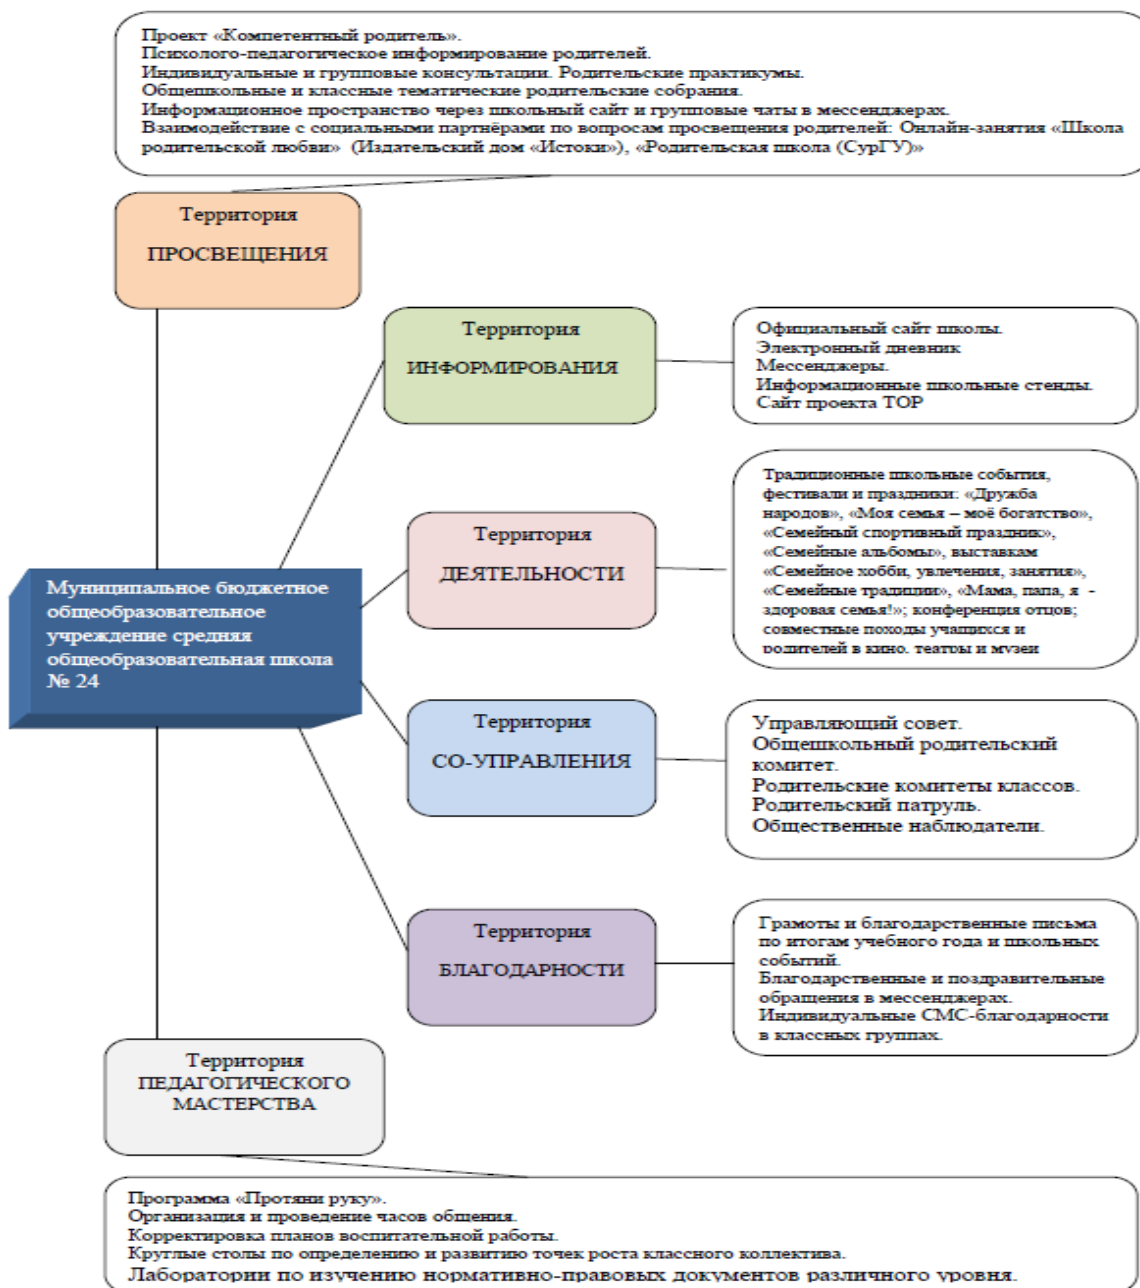 Проект «Компетентный родитель».
Психолого-педагогическое информирование родителей.
Индивидуальные и групповые консультации. Родительские практикумы.
Общешкольные и классные тематические родительские собрания.
Информационное пространство через школьный сайт и групповые чаты в мессенджерах.
Взаимодействие с социальными партнёрами по вопросам просвещения родителей: Онлайн-занятия «Школа
родительской любви»  (Издательский дом «Истоки»), «Родительская школа (СурГУ)»
Территория
ПРОСВЕЩЕНИЯ
Территория
ИНФОРМИРОВАНИЯ
Официальный сайт школы.
Электронный дневник
Мессенджеры.
Информационные школьные стенды.
Сайт проекта ТОР
Территория
ДЕЯТЕЛЬНОСТИ
Традиционные школьные события,
фестивали и праздники: «Дружба
народов», «Моя семья – моё богатство»,
«Семейный спортивный праздник»,
«Семейные альбомы», выставкам
«Семейное хобби, увлечения, занятия»,
«Семейные традиции», «Мама, папа, я  -
здоровая семья!»; конференция отцов;
совместные походы учащихся и
родителей в кино, театры и музеи
Муниципальное бюджетное
общеобразовательное
учреждение средняя
общеобразовательная школа
№ 24
Территория
СО-УПРАВЛЕНИЯ
Управляющий совет.
Общешкольный родительский
комитет.
Родительские комитеты классов.
Родительский патруль.
Общественные наблюдатели.
Территория
БЛАГОДАРНОСТИ
Грамоты и благодарственные письма
по итогам учебного года и школьных
событий.
Благодарственные и поздравительные
обращения в мессенджерах.
Индивидуальные СМС-благодарности
в классных группах.
Территория
ПЕДАГОГИЧЕСКОГО
МАСТЕРСТВА
Программа «Протяни руку».
Организация и проведение часов общения.
Корректировка планов воспитательной работы.
Круглые столы по определению и развитию точек роста классного коллектива.
Лаборатории по изучению нормативно-правовых документов различного уровня.